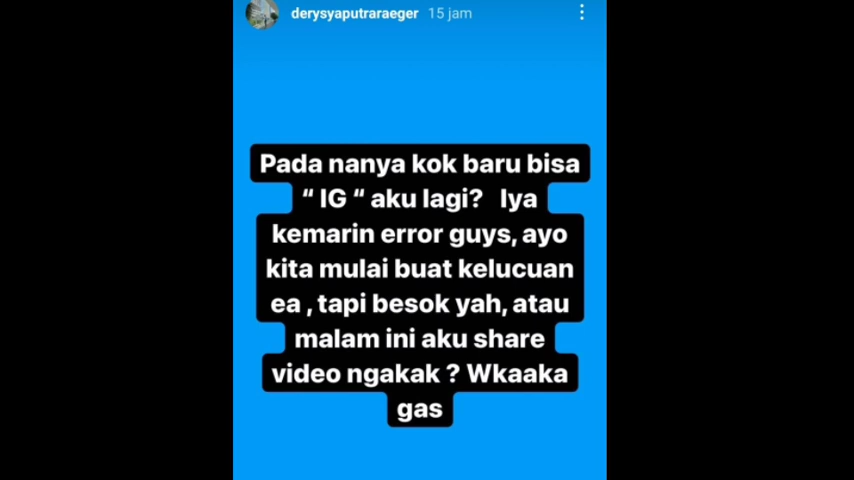 derysyaputraraeger 15 jam
Pada nanya kok baru bisa
“ IG “ aku lagi? Iya
kemarin error guys, ayo
kita mulai buat kelucuan
ea , tapi besok yah, atau
malam ini aku share
video ngakak ? Wkaaka
gas